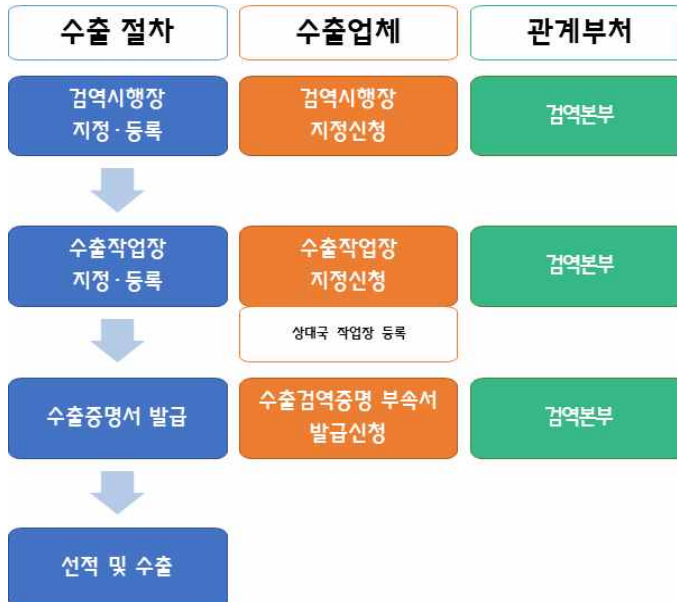 수출 절차
수출업체
관계부처
검역시행장
지정·등록
검역시행장
지정신청
검역본부
수출작업장
지정·등록
수출작업장
지정신청
검역본부
상대국 작업장 등록
수출증명서 발급
수출검역증명 부속서
발급신청
검역본부
선적 및 수출